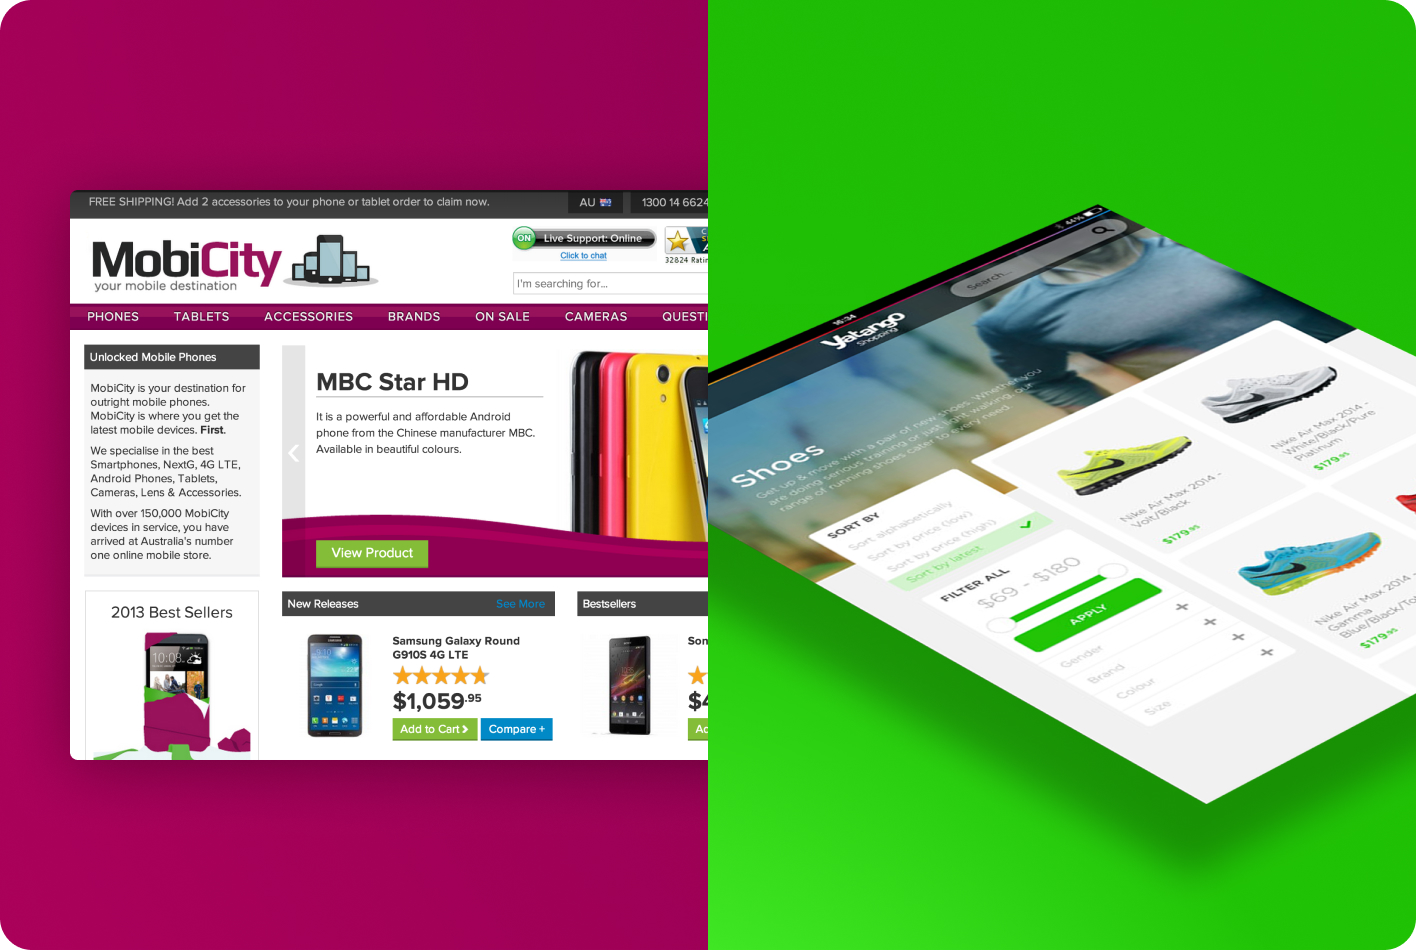 FREE SHIPPING! Add 2 accessories to your phone or tablet order to claim now.
AU
1300 14 6624
MobiCity
your mobile destination
ON
Live Support: Online
Click to chat
32824 Ratin
I'm searching for...
PHONES
TABLETS
ACCESSORIES
BRANDS
ON SALE
CAMERAS
QUESTI
Unlocked Mobile Phones
MobiCity is your destination for
outright mobile phones.
MobiCity is where you get the
latest mobile devices. First.
We specialise in the best
Smartphones, NextG, 4G LTE,
Android Phones, Tablets,
Cameras, Lens & Accessories.
With over 150,000 MobiCity
devices in service, you have
arrived at Australia's number
one online mobile store.
MBC Star HD
It is a powerful and affordable Android
phone from the Chinese manufacturer MBC.
Available in beautiful colours.
View Product
2013 Best Sellers
10:08
New Releases
See More
Samsung Galaxy Round
G910S 4G LTE
$1,059.95
Add to Cart
Compare +
Bestsellers
Son
$4
Ad
16:34
44%
Yatango
Shopping
Search...
Shoes
Get up & move with a pair of new shoes. Whether you
are doing serious training or just light walking, our
range of running shoes cater to every need.
SORT BY
Sort alphabetically
Sort by price (low)
Sort by price (high)
Sort by latest
FILTER ALL
$69 - $180
APPLY
Gender
Brand
Colour
Size
Nike Air Max 2014 -
Volt/Black
$179.95
Nike Air Max 2014 -
White/Black/Pure
Platinum
$179.95
Nike Air Max 2014 -
Gamma
Blue/Black/To
$179.95